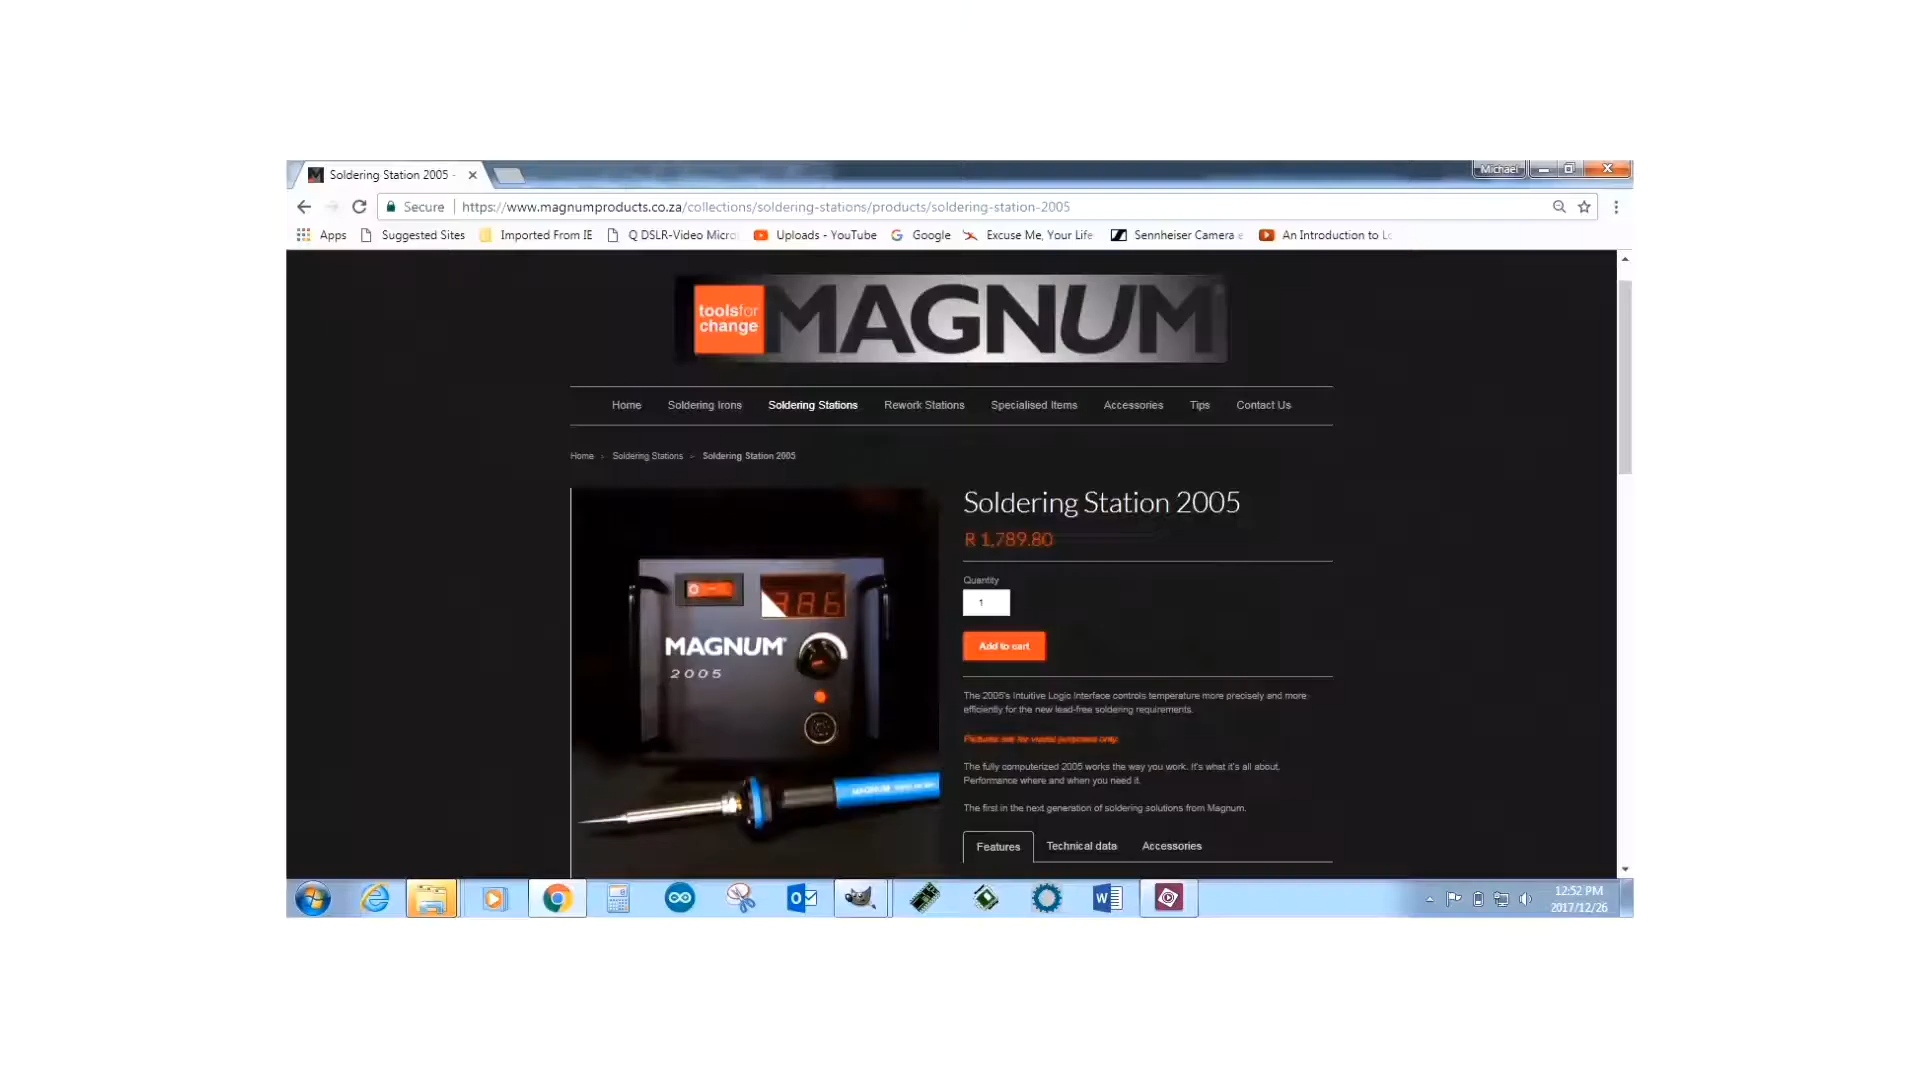 Soldering Station 2005 -
Michael
Secure
https://www.magnumproducts.co.za/collections/soldering-stations/products/soldering-station-2005
Apps Suggested Sites Imported From IE Q DSLR-Video Micro Uploads - YouTube Google Excuse Me, Your Life Sennheiser Camera e An Introduction to Lo
toolsfor
change
MAGNUM
Home Soldering Irons Soldering Stations Rework Stations Specialised Items Accessories Tips Contact Us
Home > Soldering Stations > Soldering Station 2005
386
MAGNUM
2005
MAGNUM
Soldering Station 2005
R 1,789.80
Quantity
1
Add to cart
The 2005's Intuitive Logic Interface controls temperature more precisely and more
efficiently for the new lead-free soldering requirements.
Pictures are for visual purposes only.
The fully computerized 2005 works the way you work. It's what it's all about.
Performance where and when you need it.
The first in the next generation of soldering solutions from Magnum.
Features Technical data Accessories
12:52 PM
2017/12/26